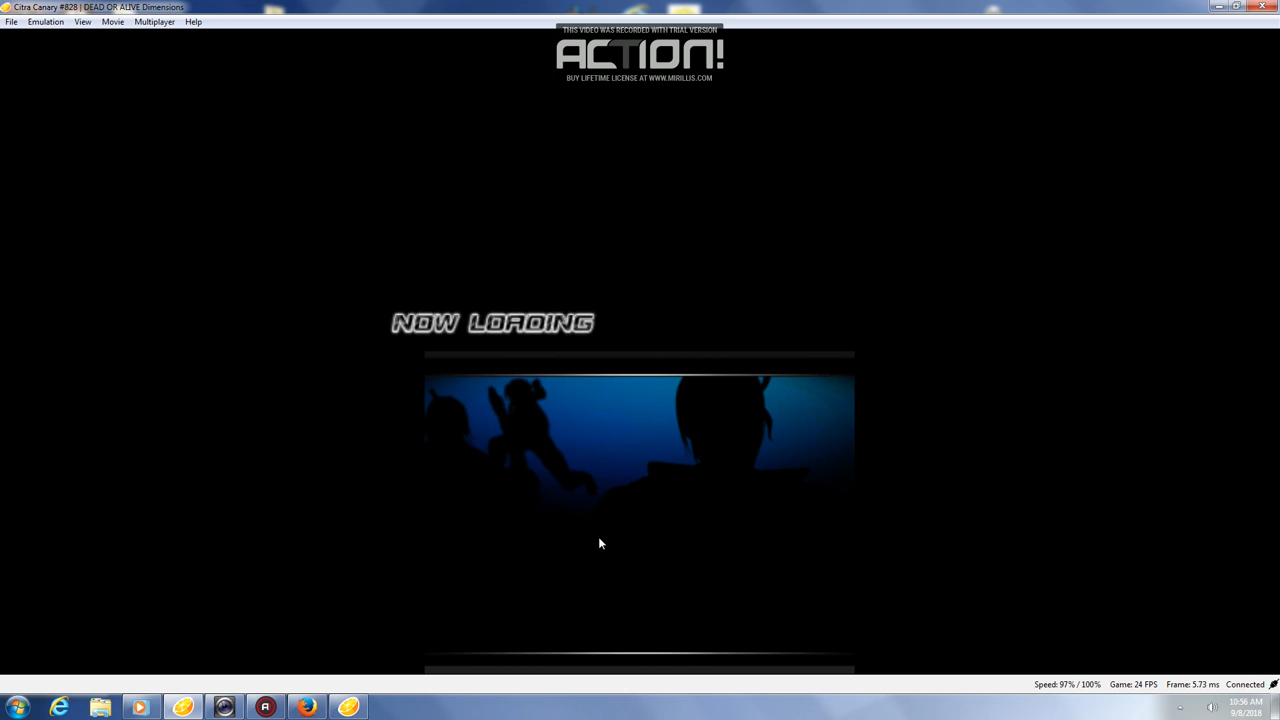 Citra Canary #828 | DEAD OR ALIVE Dimensions
File Emulation View Movie Multiplayer Help
THIS VIDEO WAS RECORDED WITH TRIAL VERSION
ACTION!
BUY LIFETIME LICENSE AT WWW.MIRILLIS.COM
NOW LOADING
Speed: 97% / 100% Game: 24 FPS Frame: 5.73 ms Connected
10:56 AM
9/8/2018